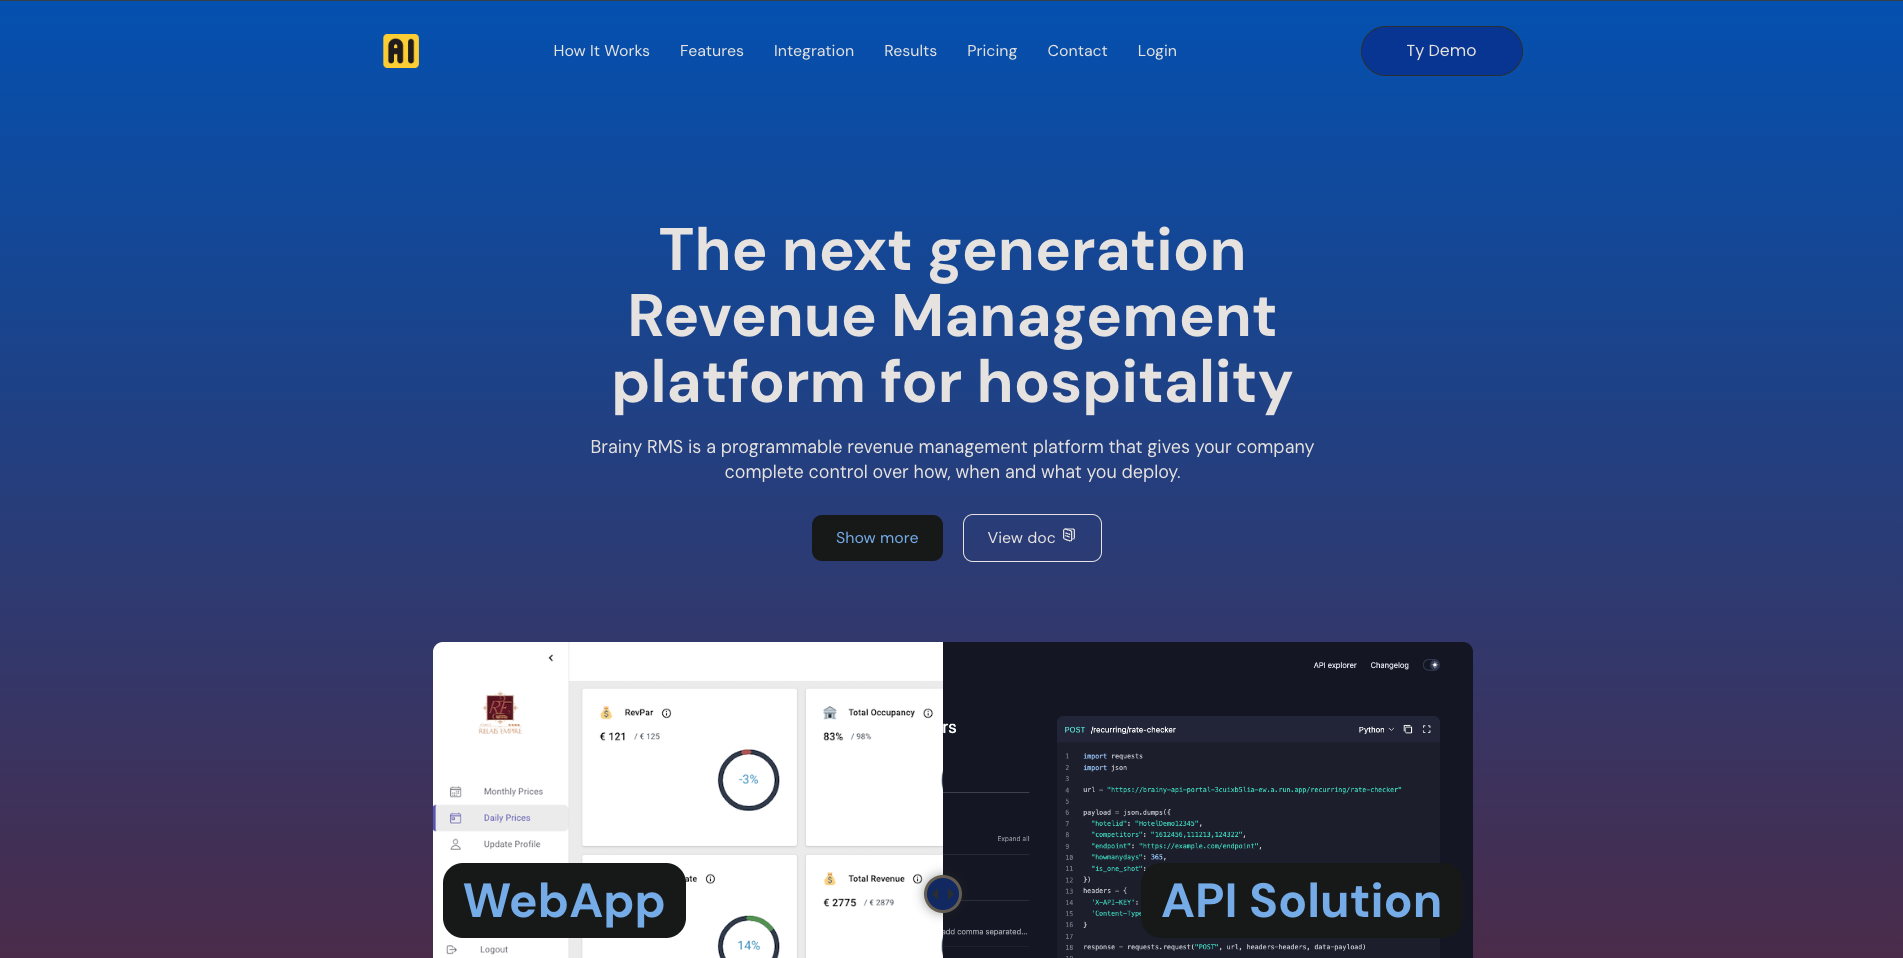 AI
How It Works
Features
Integration
Results
Pricing
Contact
Login
Ty Demo
The next generation
Revenue Management
platform for hospitality
Brainy RMS is a programmable revenue management platform that gives your company
complete control over how, when and what you deploy.
Show more
View doc
RE
RELAIS EMPIRE
Monthly Prices
Daily Prices
Update Profile
Logout
RevPar
€ 121 / € 125
-3%
Total Occupancy
83% / 98%
ate
14%
Total Revenue
€ 2775 / € 2879
WebApp
API explorer
Changelog
rs
Expand all
add comma separated...
POST /recurring/rate-checker
Python
1 import requests
2 import json
3
4 url = "https://brainy-api-portal-3cuixb5lia-ew.a.run.app/recurring/rate-checker"
5
6 payload = json.dumps({
7 "hotelid": "HotelDemo12345",
8 "competitors": "1612456,111213,124322",
9 "endpoint": "https://example.com/endpoint",
10 "howmanydays": 365,
11 "is_one_shot":
12 })
13 headers = {
14 'X-API-KEY':
15 'Content-Type
16 }
17
18 response = requests.request("POST", url, headers=headers, data=payload)
API Solution